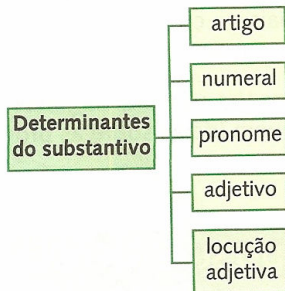 artigo
numeral
Determinantes
do substantivo
pronome
adjetivo
locução
adjetiva